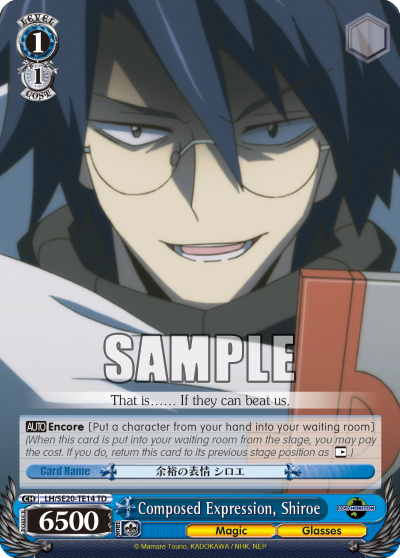 LEVEL
1
1
COST
SAMPLE
That is…… If they can beat us.
AUTO Encore [Put a character from your hand into your waiting room]
(When this card is put into your waiting room from the stage, you may pay
the cost. If you do, return this card to its previous stage position as )
Card Name 余裕の表情 シロエ
LH/SE20-TE14 TD
Composed Expression, Shiroe
POWER 6500
Magic Glasses
© Mamare Touno, KADOKAWA / NHK, NEP